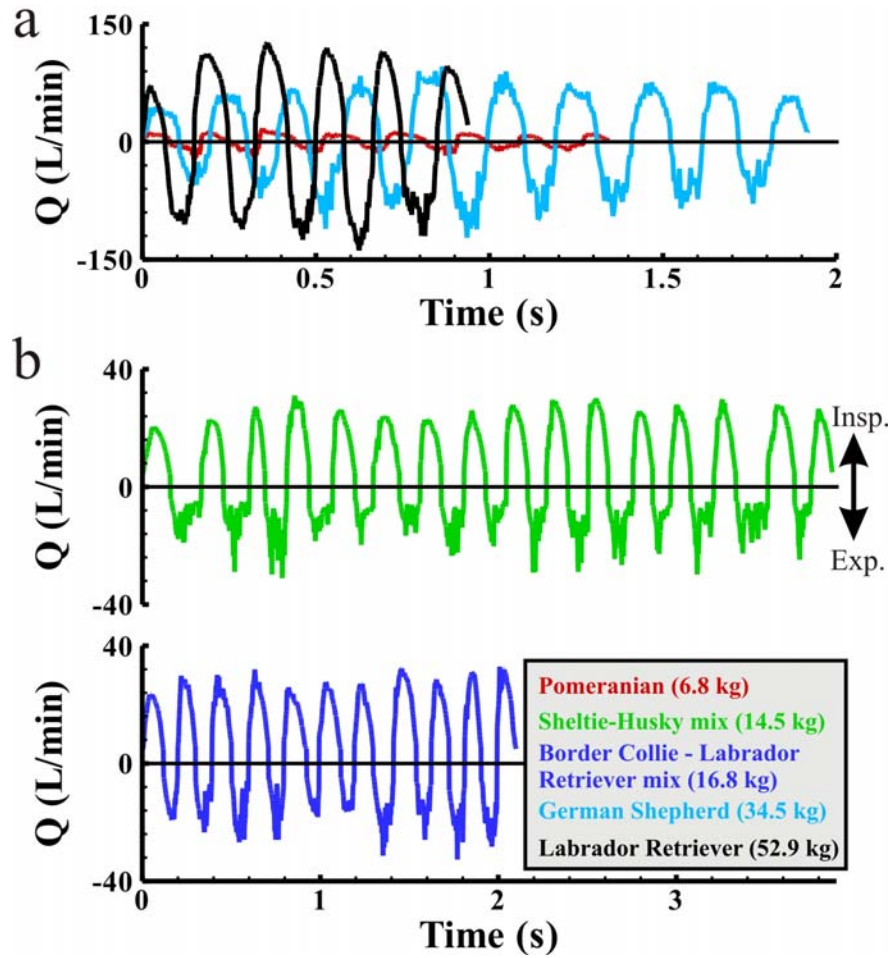 a
150
0
-150
Q (L/min)
0
0.5
1
1.5
2
Time (s)
b
40
0
-40
Q (L/min)
Insp.
Exp.
40
0
-40
Q (L/min)
Pomeranian (6.8 kg)
Sheltie-Husky mix (14.5 kg)
Border Collie - Labrador
Retriever mix (16.8 kg)
German Shepherd (34.5 kg)
Labrador Retriever (52.9 kg)
0
1
2
3
Time (s)